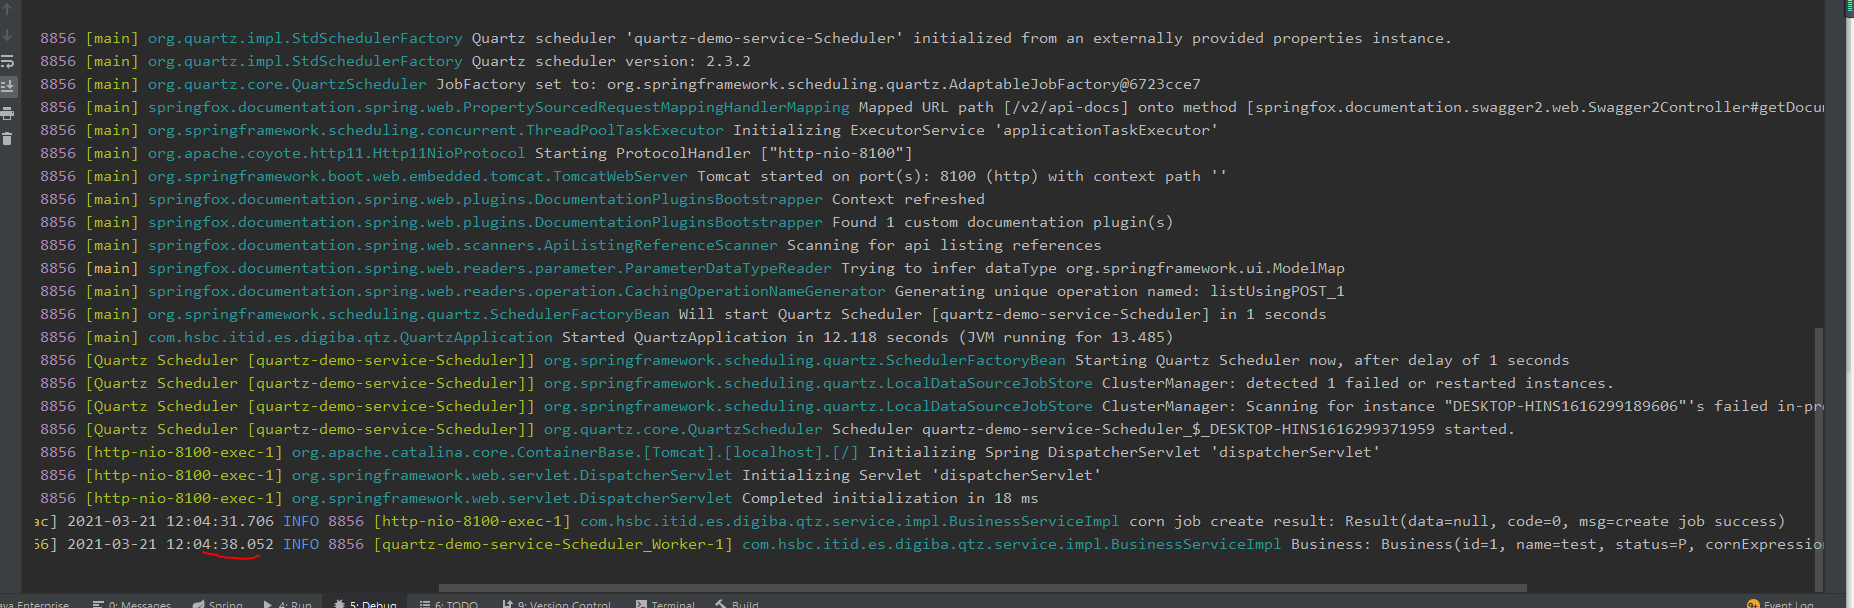 8856 [main] org.quartz.impl.StdSchedulerFactory Quartz scheduler 'quartz-demo-service-Scheduler' initialized from an externally provided properties instance.
8856 [main] org.quartz.impl.StdSchedulerFactory Quartz scheduler version: 2.3.2
8856 [main] org.quartz.core.QuartzScheduler JobFactory set to: org.springframework.scheduling.quartz.AdaptableJobFactory@6723cce7
8856 [main] springfox.documentation.spring.web.PropertySourcedRequestMappingHandlerMapping Mapped URL path [/v2/api-docs] onto method [springfox.documentation.swagger2.web.Swagger2Controller#getDocu
8856 [main] org.springframework.scheduling.concurrent.ThreadPoolTaskExecutor Initializing ExecutorService 'applicationTaskExecutor'
8856 [main] org.apache.coyote.http11.Http11NioProtocol Starting ProtocolHandler ["http-nio-8100"]
8856 [main] org.springframework.boot.web.embedded.tomcat.TomcatWebServer Tomcat started on port(s): 8100 (http) with context path ''
8856 [main] springfox.documentation.spring.web.plugins.DocumentationPluginsBootstrapper Context refreshed
8856 [main] springfox.documentation.spring.web.plugins.DocumentationPluginsBootstrapper Found 1 custom documentation plugin(s)
8856 [main] springfox.documentation.spring.web.scanners.ApiListingReferenceScanner Scanning for api listing references
8856 [main] springfox.documentation.spring.web.readers.parameter.ParameterDataTypeReader Trying to infer dataType org.springframework.ui.ModelMap
8856 [main] springfox.documentation.spring.web.readers.operation.CachingOperationNameGenerator Generating unique operation named: listUsingPOST_1
8856 [main] org.springframework.scheduling.quartz.SchedulerFactoryBean Will start Quartz Scheduler [quartz-demo-service-Scheduler] in 1 seconds
8856 [main] com.hsbc.itid.es.digiba.qtz.QuartzApplication Started QuartzApplication in 12.118 seconds (JVM running for 13.485)
8856 [Quartz Scheduler [quartz-demo-service-Scheduler]] org.springframework.scheduling.quartz.SchedulerFactoryBean Starting Quartz Scheduler now, after delay of 1 seconds
8856 [Quartz Scheduler [quartz-demo-service-Scheduler]] org.springframework.scheduling.quartz.LocalDataSourceJobStore ClusterManager: detected 1 failed or restarted instances.
8856 [Quartz Scheduler [quartz-demo-service-Scheduler]] org.springframework.scheduling.quartz.LocalDataSourceJobStore ClusterManager: Scanning for instance "DESKTOP-HINS1616299189606"'s failed in-pr
8856 [Quartz Scheduler [quartz-demo-service-Scheduler]] org.quartz.core.QuartzScheduler Scheduler quartz-demo-service-Scheduler_$_DESKTOP-HINS1616299371959 started.
8856 [http-nio-8100-exec-1] org.apache.catalina.core.ContainerBase.[Tomcat].[localhost].[/] Initializing Spring DispatcherServlet 'dispatcherServlet'
8856 [http-nio-8100-exec-1] org.springframework.web.servlet.DispatcherServlet Initializing Servlet 'dispatcherServlet'
8856 [http-nio-8100-exec-1] org.springframework.web.servlet.DispatcherServlet Completed initialization in 18 ms
ac] 2021-03-21 12:04:31.706 INFO 8856 [http-nio-8100-exec-1] com.hsbc.itid.es.digiba.qtz.service.impl.BusinessServiceImpl corn job create result: Result(data=null, code=0, msg=create job success)
56] 2021-03-21 12:04:38.052 INFO 8856 [quartz-demo-service-Scheduler_Worker-1] com.hsbc.itid.es.digiba.qtz.service.impl.BusinessServiceImpl Business: Business(id=1, name=test, status=P, cornExpressio
ava Enterprise 0: Messages Spring 4: Run 5: Debug 6: TODO 9: Version Control Terminal Build Event Log